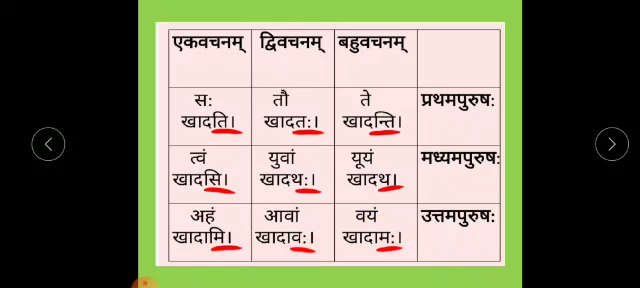 एकवचनम् द्विवचनम् बहुवचनम्
सः तौ ते प्रथमपुरुषः
खादति। खादतः। खादन्ति।
त्वं युवां यूयं मध्यमपुरुषः
खादसि। खादथः। खादथ।
अहं आवां वयं उत्तमपुरुषः
खादामि। खादावः। खादामः।